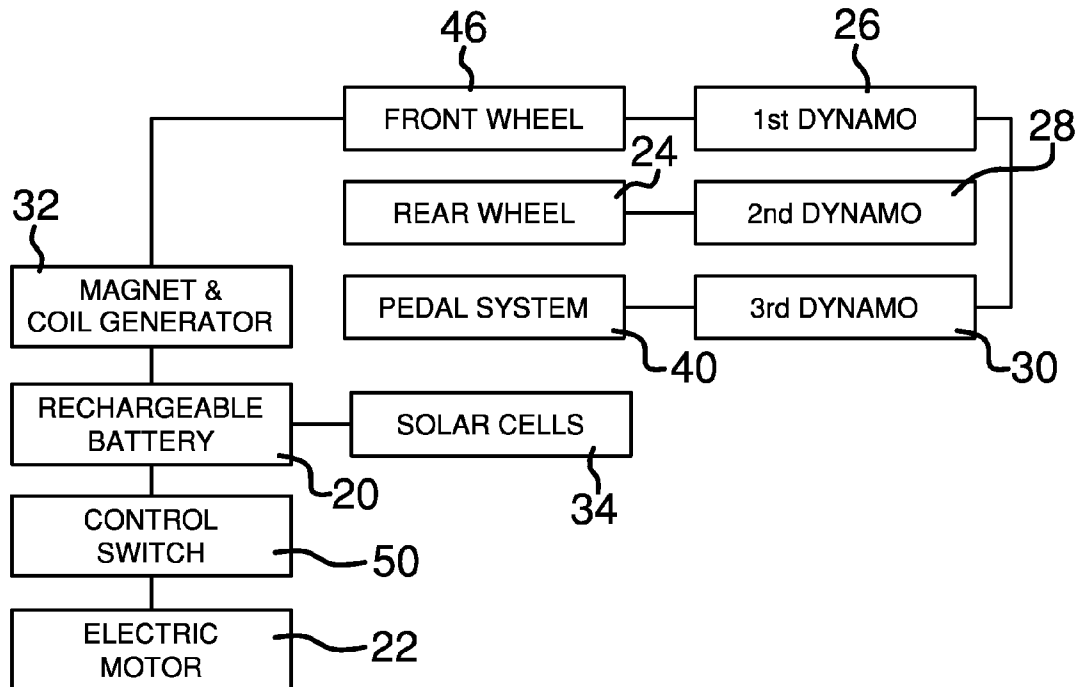 46
26
FRONT WHEEL
1st DYNAMO
24
28
REAR WHEEL
2nd DYNAMO
32
MAGNET &
COIL GENERATOR
PEDAL SYSTEM
3rd DYNAMO
40
30
RECHARGEABLE
BATTERY
SOLAR CELLS
20
34
CONTROL
SWITCH
50
ELECTRIC
MOTOR
22